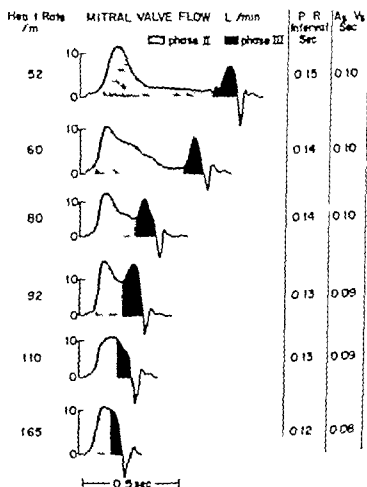 Heart Rate MITRAL VALVE FLOW L/min P R A_s V_s
/m Interval Sec
phase II phase III Sec
52 10 0 0.15 0.10
60 10 0 0.14 0.10
80 10 0 0.14 0.10
92 10 0 0.13 0.09
110 10 0 0.13 0.09
165 10 0 0.12 0.08
0.5 sec